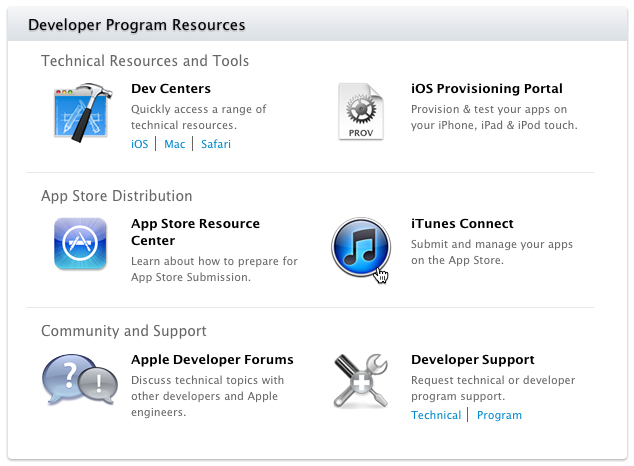 Developer Program Resources
Technical Resources and Tools
Dev Centers
Quickly access a range of
technical resources.
iOS | Mac | Safari
PROV
iOS Provisioning Portal
Provision & test your apps on
your iPhone, iPad & iPod touch.
App Store Distribution
App Store Resource
Center
Learn about how to prepare for
App Store Submission.
iTunes Connect
Submit and manage your apps
on the App Store.
Community and Support
Apple Developer Forums
Discuss technical topics with
other developers and Apple
engineers.
Developer Support
Request technical or developer
program support.
Technical | Program